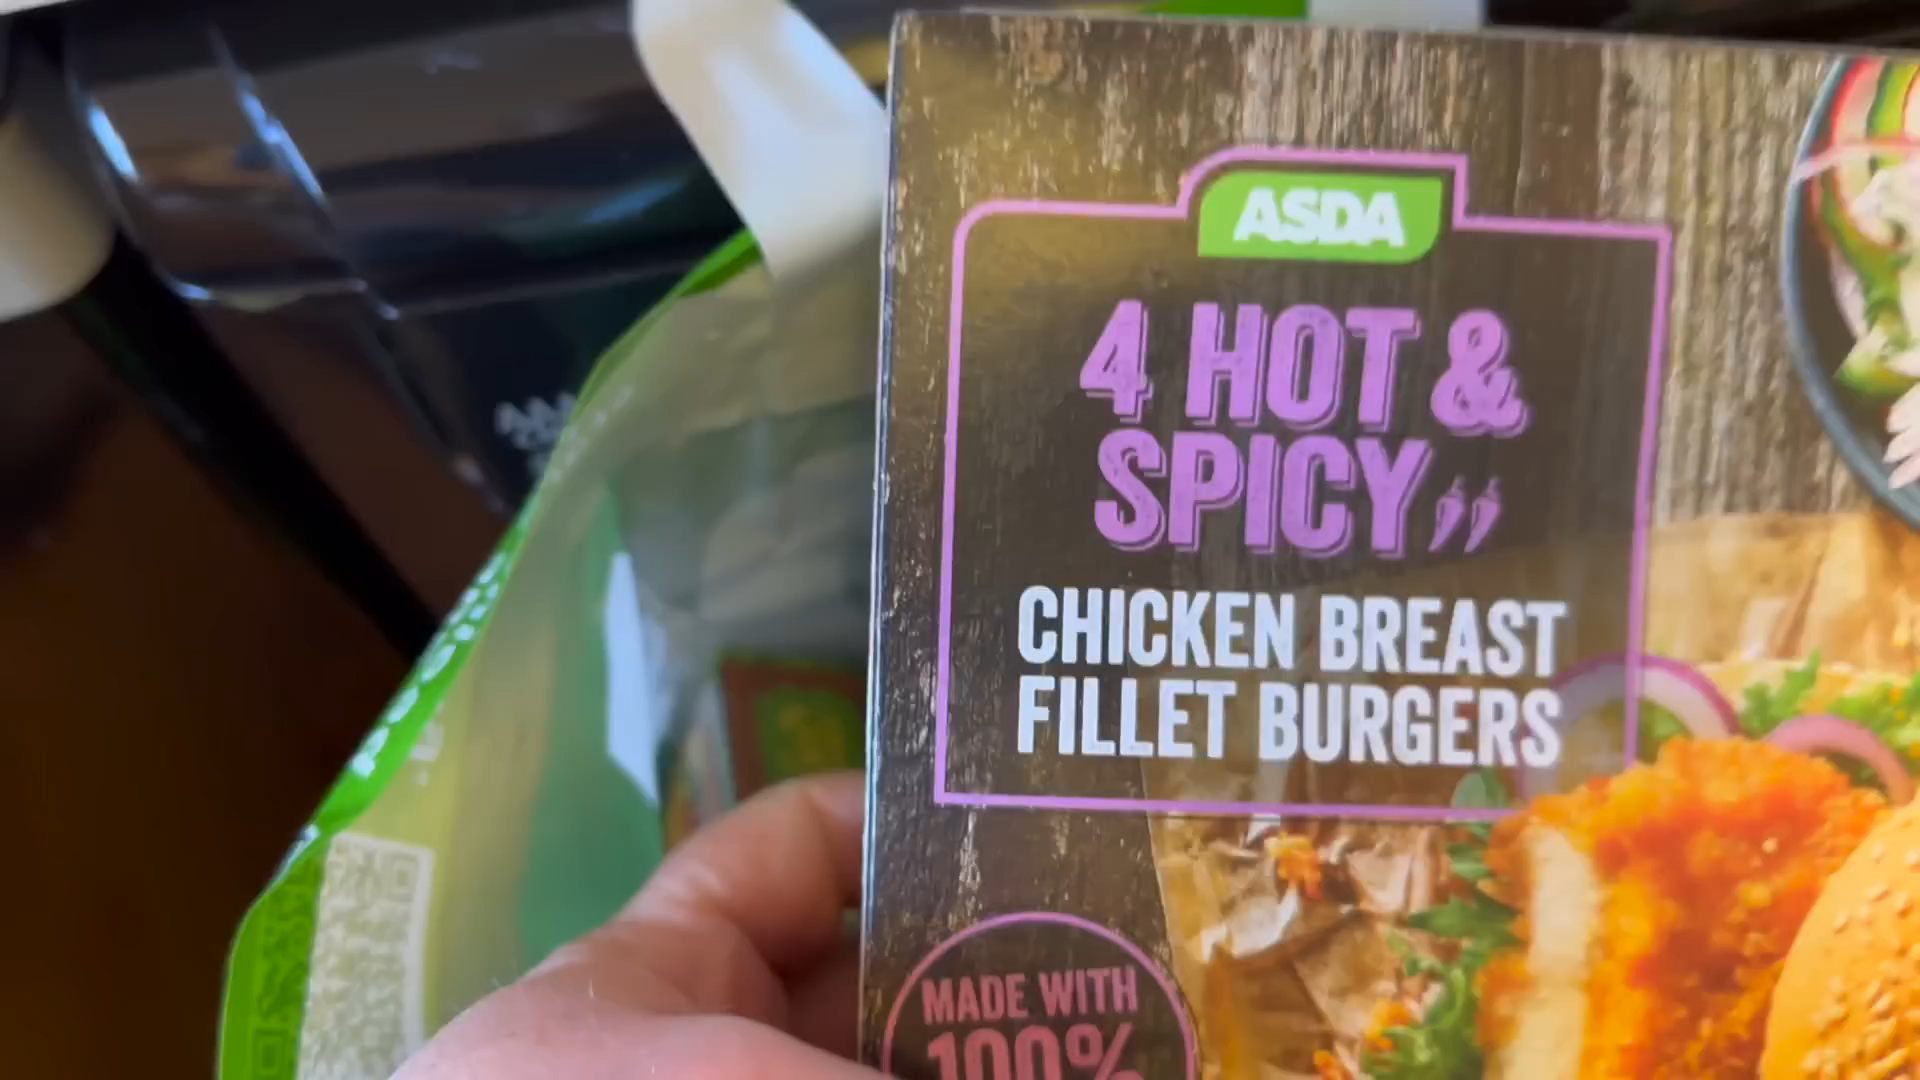 ASDA
4 HOT &
SPICY
CHICKEN BREAST
FILLET BURGERS
MADE WITH
100%